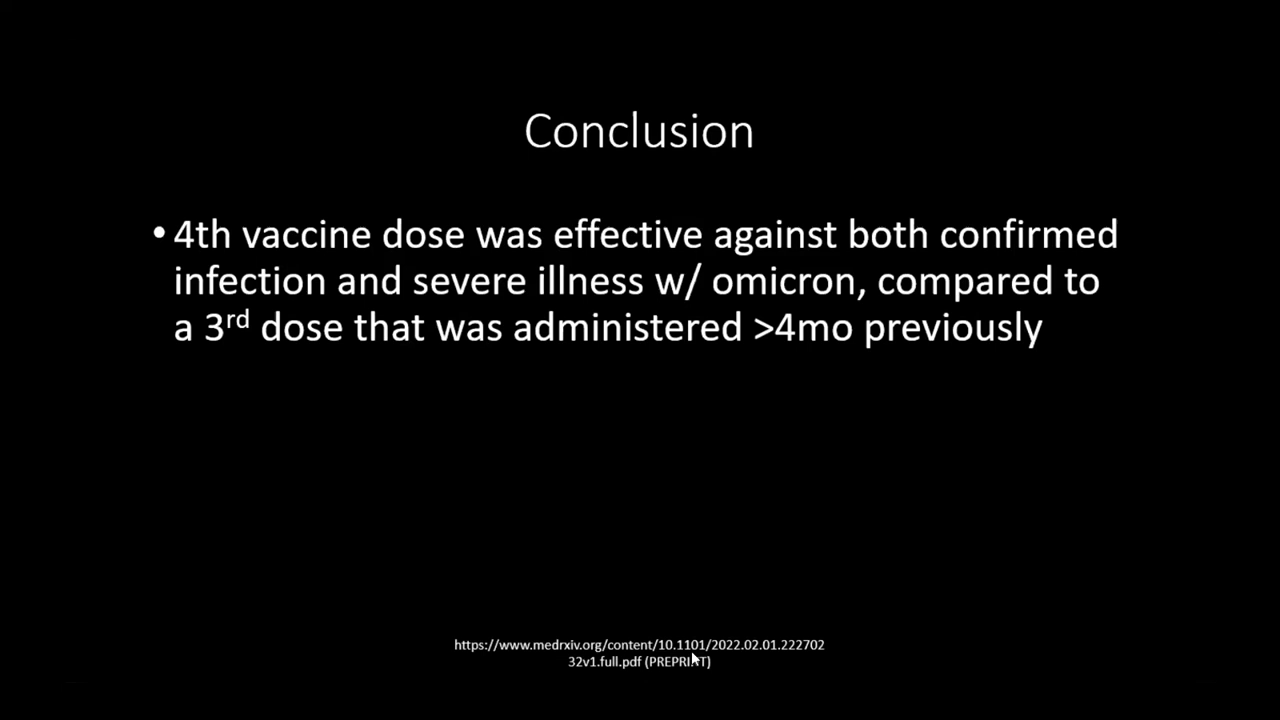 Conclusion
• 4th vaccine dose was effective against both confirmed
infection and severe illness w/ omicron, compared to
a 3rd dose that was administered >4mo previously
https://www.medrxiv.org/content/10.1101/2022.02.01.222702
32v1.full.pdf (PREPRINT)